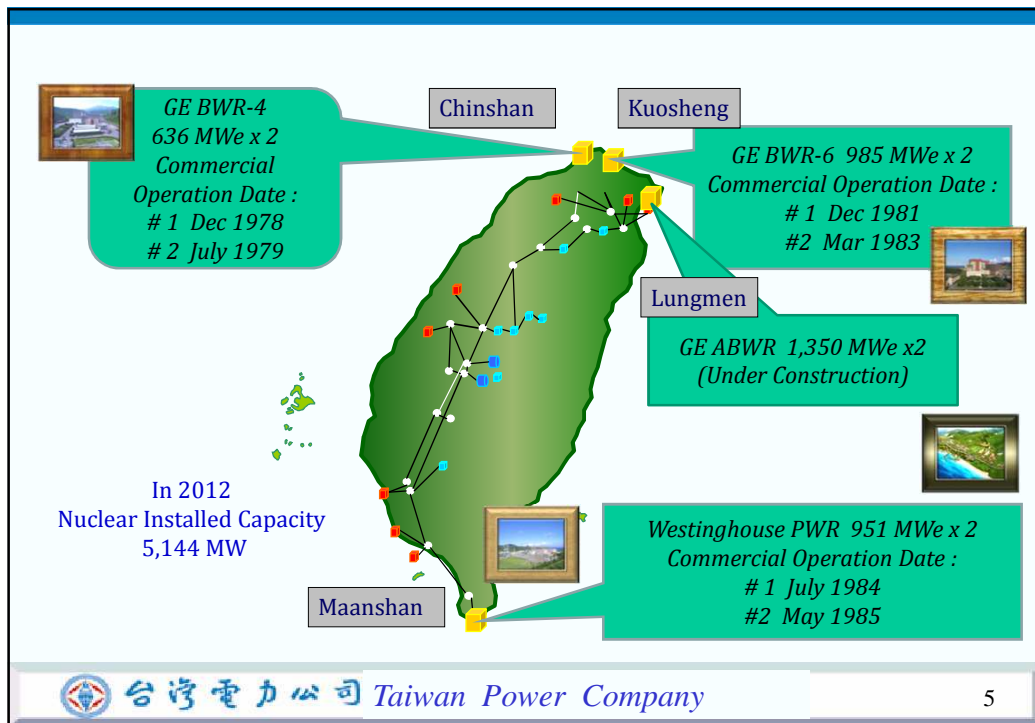 Chinshan
Kuosheng
GE BWR-4
636 MWe x 2
Commercial
Operation Date :
# 1 Dec 1978
# 2 July 1979
GE BWR-6 985 MWe x 2
Commercial Operation Date :
# 1 Dec 1981
#2 Mar 1983
Lungmen
GE ABWR 1,350 MWe x2
(Under Construction)
In 2012
Nuclear Installed Capacity
5,144 MW
Westinghouse PWR 951 MWe x 2
Commercial Operation Date :
# 1 July 1984
#2 May 1985
Maanshan
台灣電力公司 Taiwan Power Company
5